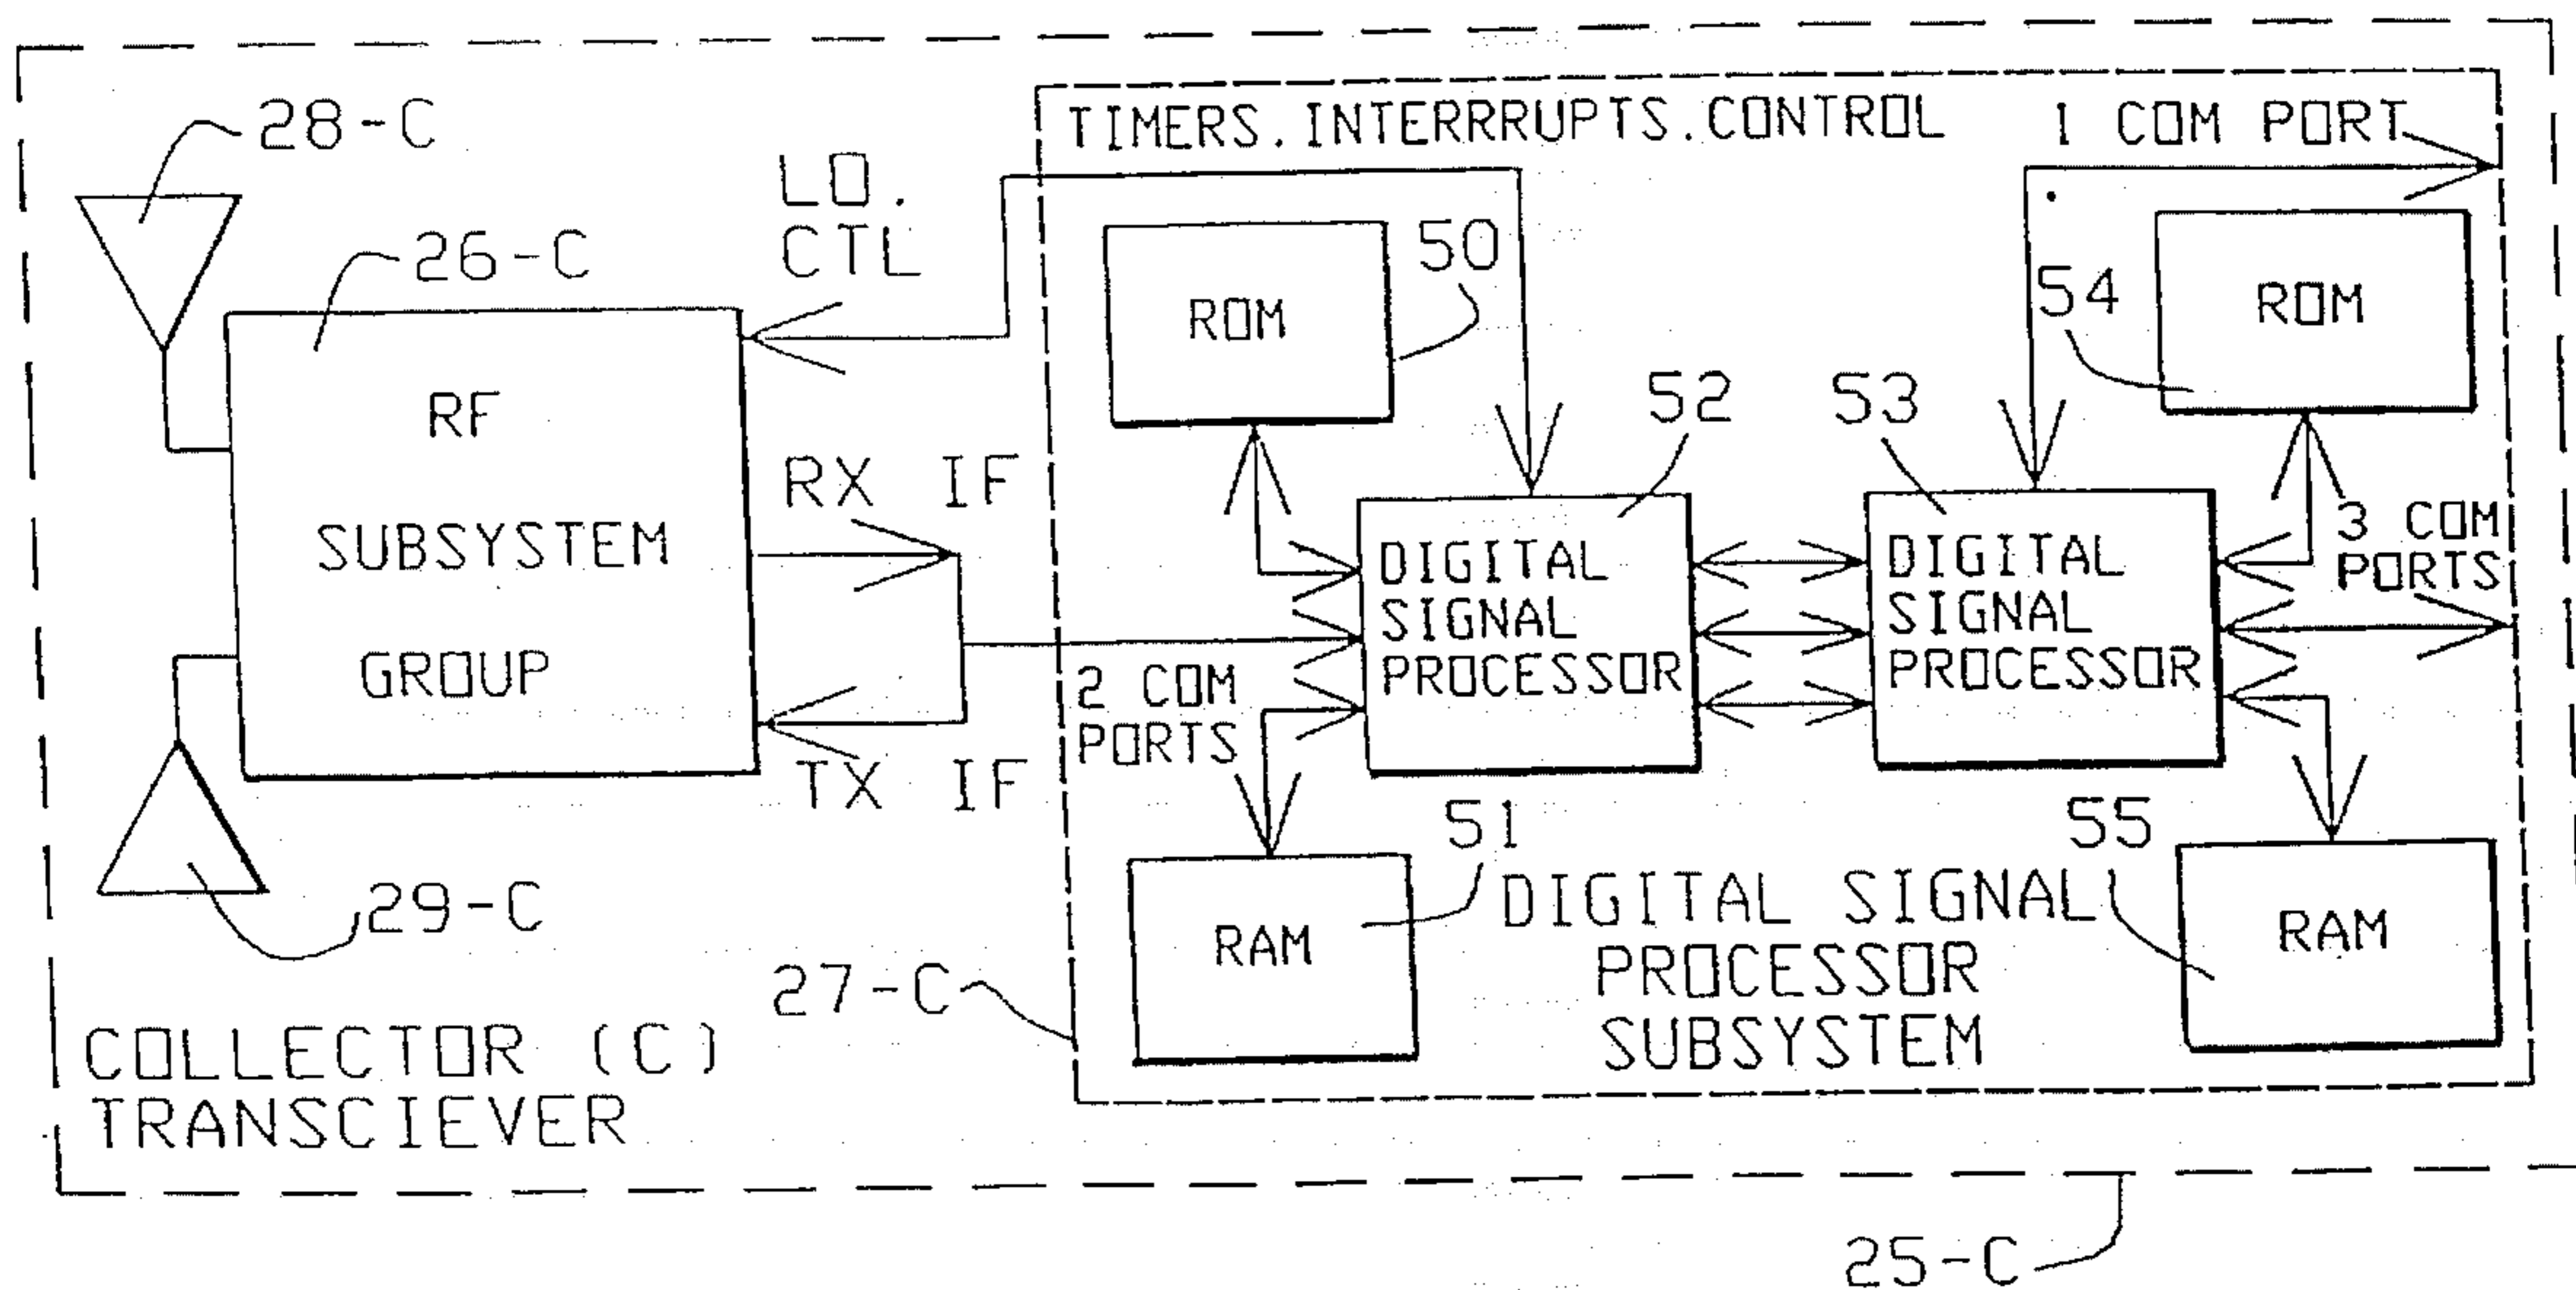 28-C
26-C
LO.
CTL
RF
SUBSYSTEM
GROUP
RX IF
TX IF
29-C
COLLECTOR (C)
TRANSCIEVER
27-C
TIMERS.INTERRRUPTS.CONTROL
1 COM PORT
ROM
50
52
53
54
ROM
DIGITAL
SIGNAL
PROCESSOR
DIGITAL
SIGNAL
PROCESSOR
3 COM
PORTS
2 COM
PORTS
51
RAM
55
RAM
DIGITAL SIGNAL
PROCESSOR
SUBSYSTEM
25-C